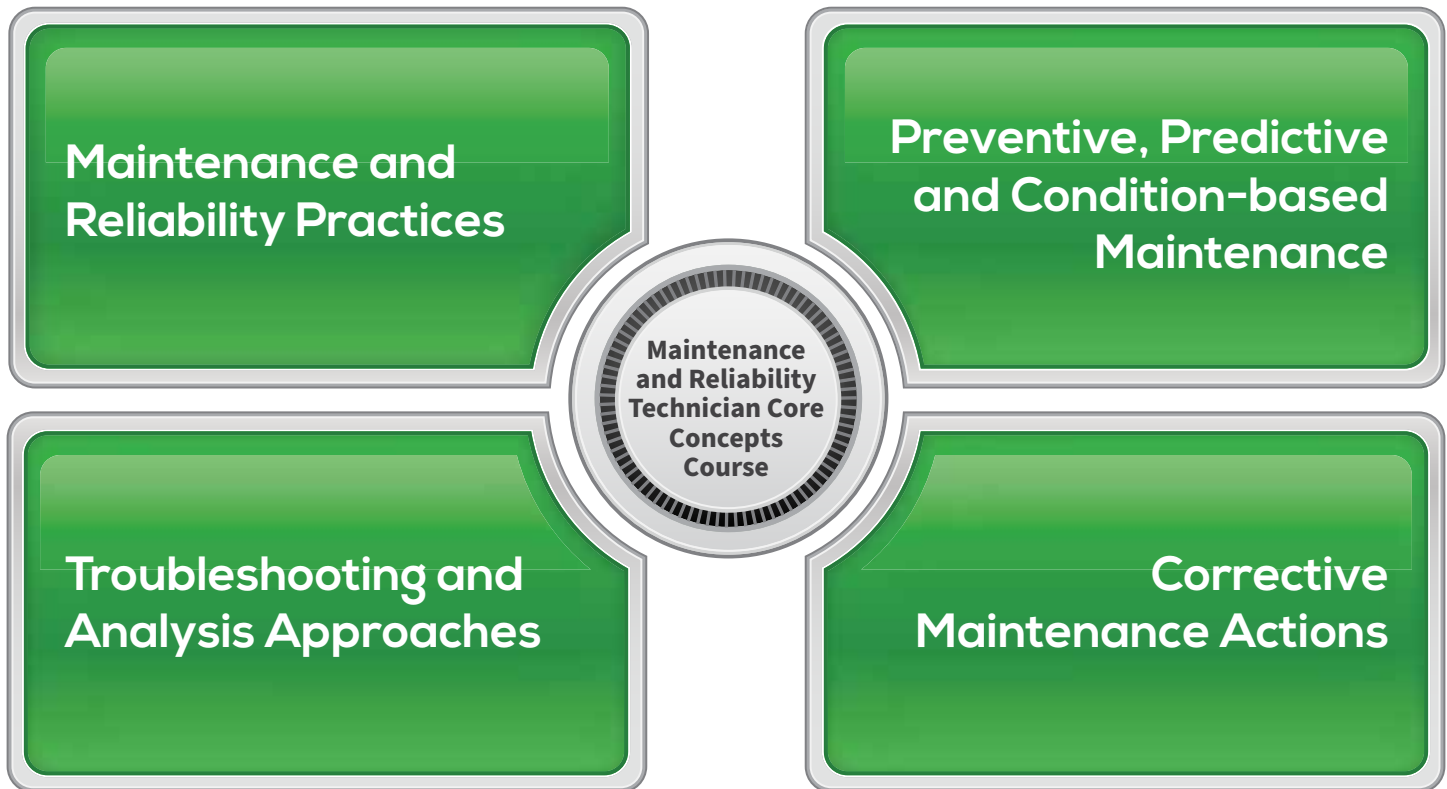 Maintenance and
Reliability Practices
Preventive, Predictive
and Condition-based
Maintenance
Maintenance
and Reliability
Technician Core
Concepts
Course
Troubleshooting and
Analysis Approaches
Corrective
Maintenance Actions